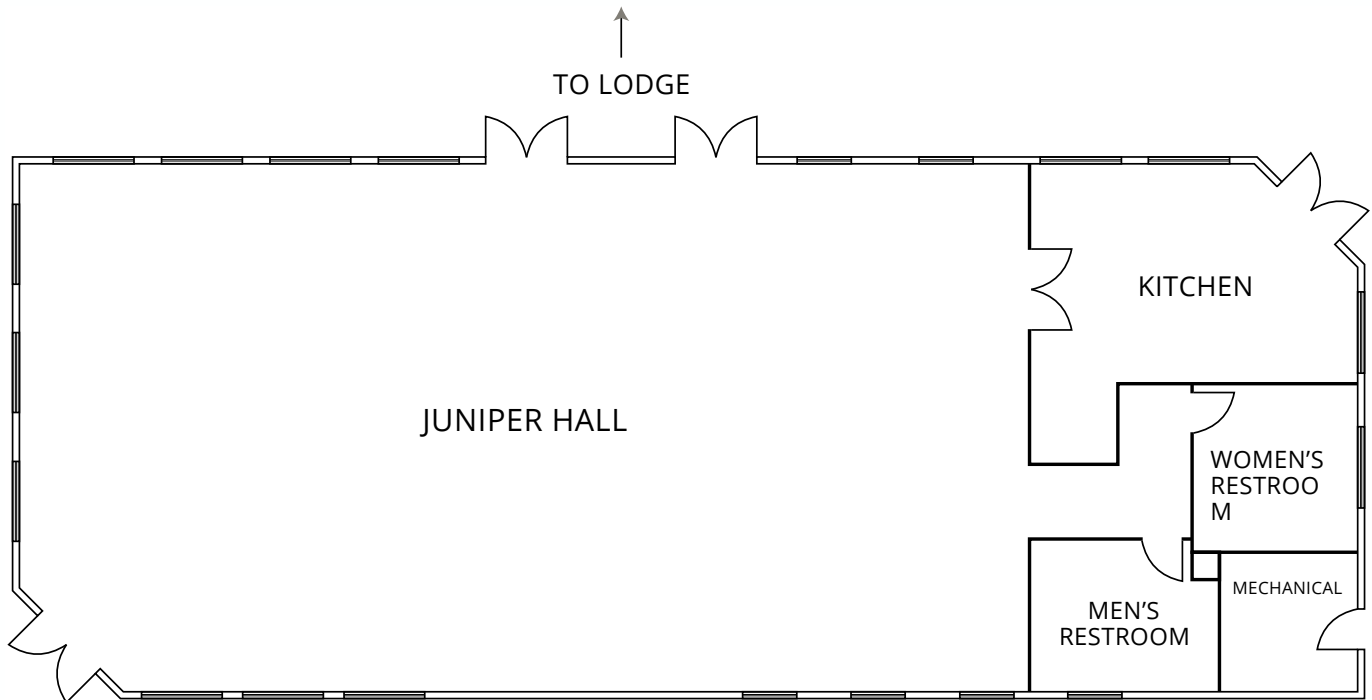 TO LODGE
KITCHEN
JUNIPER HALL
WOMEN’S
RESTROO
M
MECHANICAL
MEN’S
RESTROOM